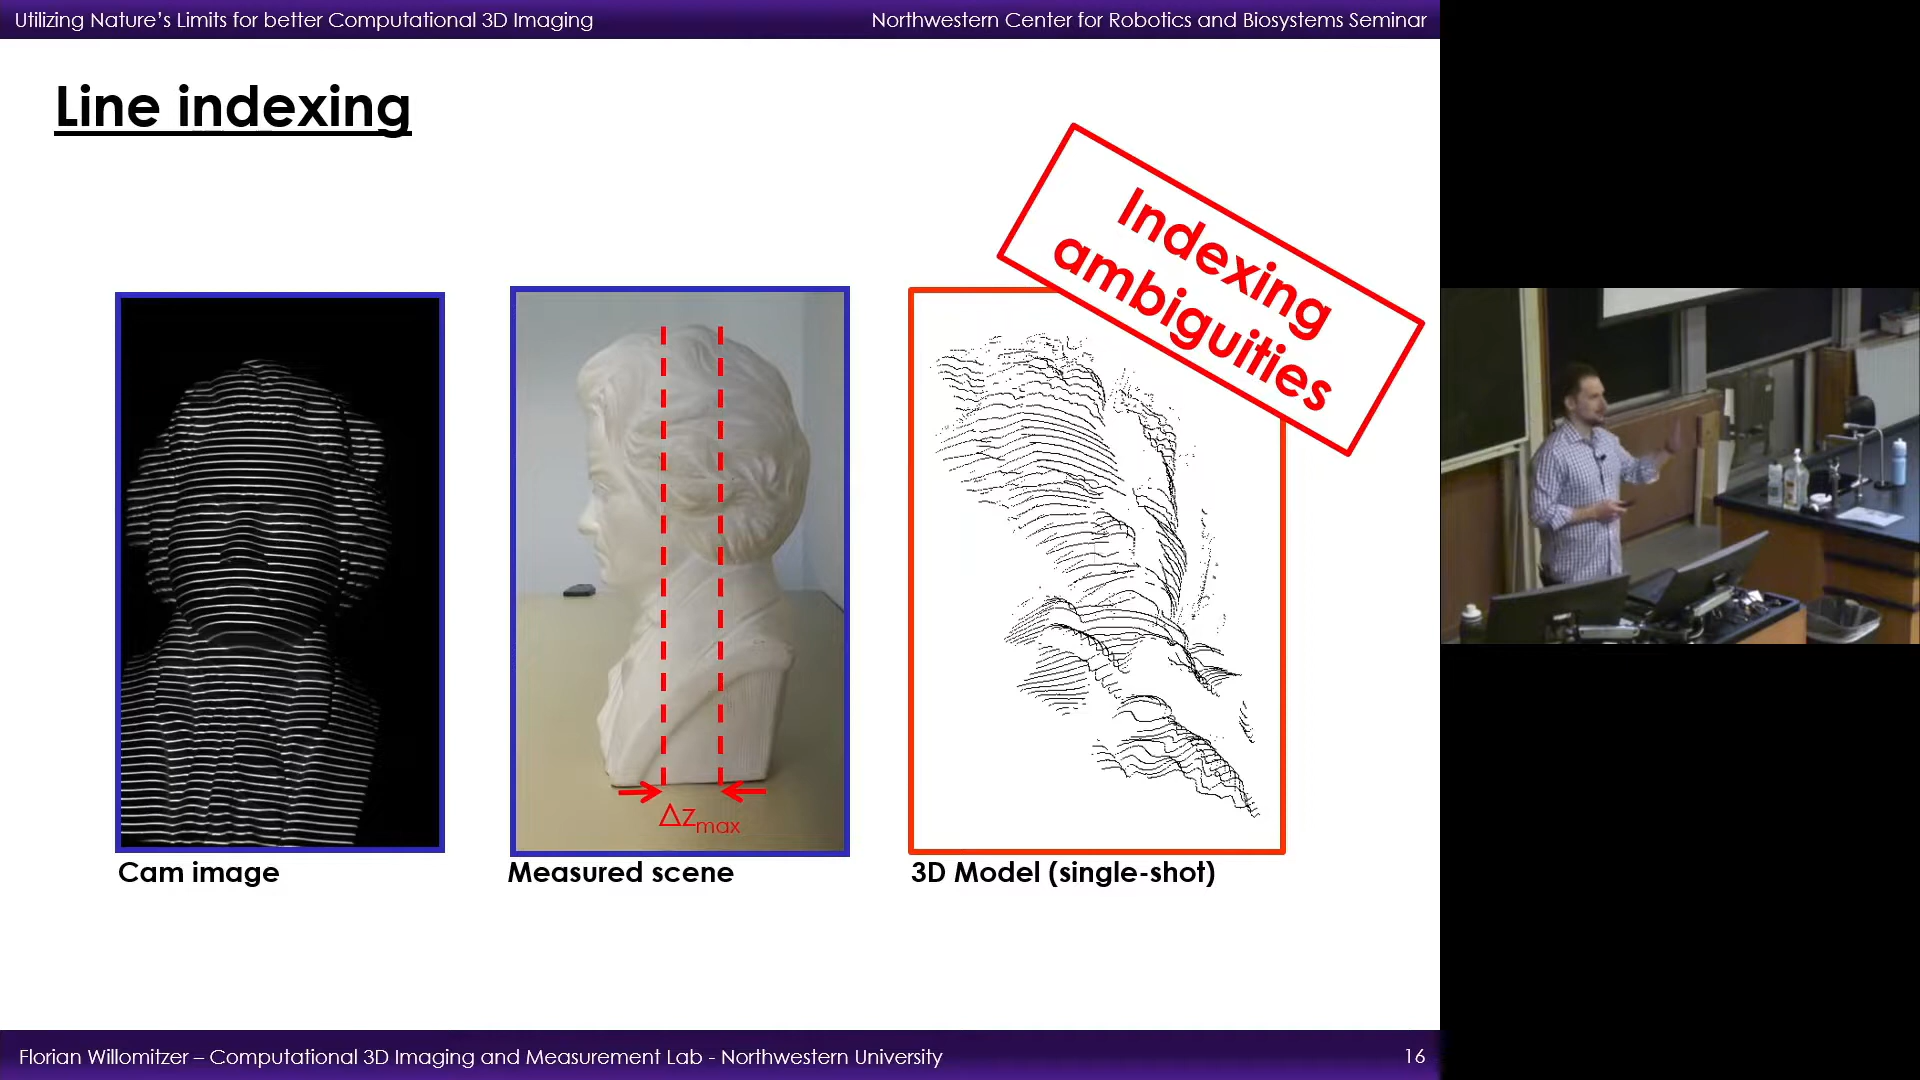 Utilizing Nature's Limits for better Computational 3D Imaging
Northwestern Center for Robotics and Biosystems Seminar
Line indexing
Indexing
ambiguities
Δzmax
Cam image
Measured scene
3D Model (single-shot)
Florian Willomitzer – Computational 3D Imaging and Measurement Lab - Northwestern University
16